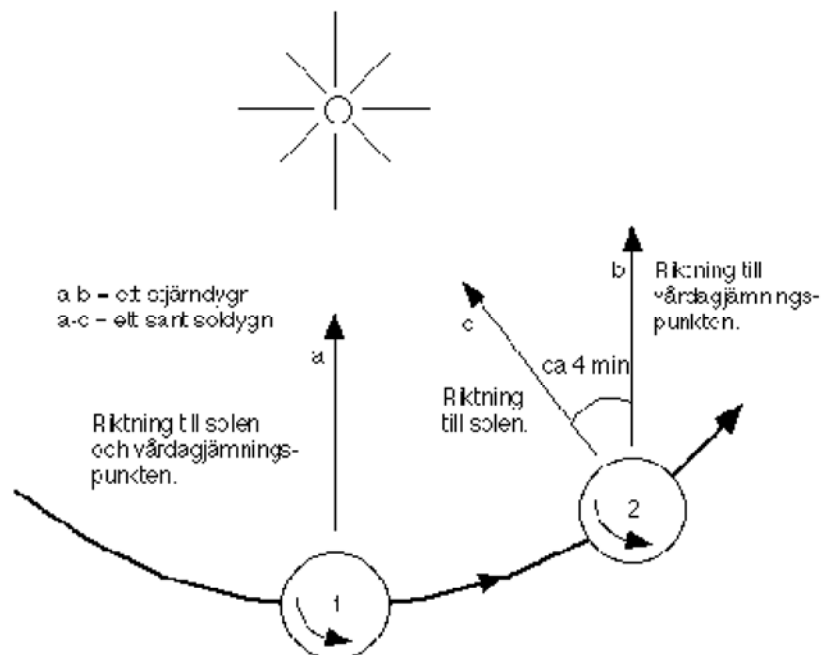 a-b – ett stjärndygn
a-c – ett sant soldygn
a
Riktning till solen
och vårdagjämnings-
punkten.
b
Riktning till
vårdagjämnings-
punkten.
c
ca 4 min
Riktning
till solen.
1
2